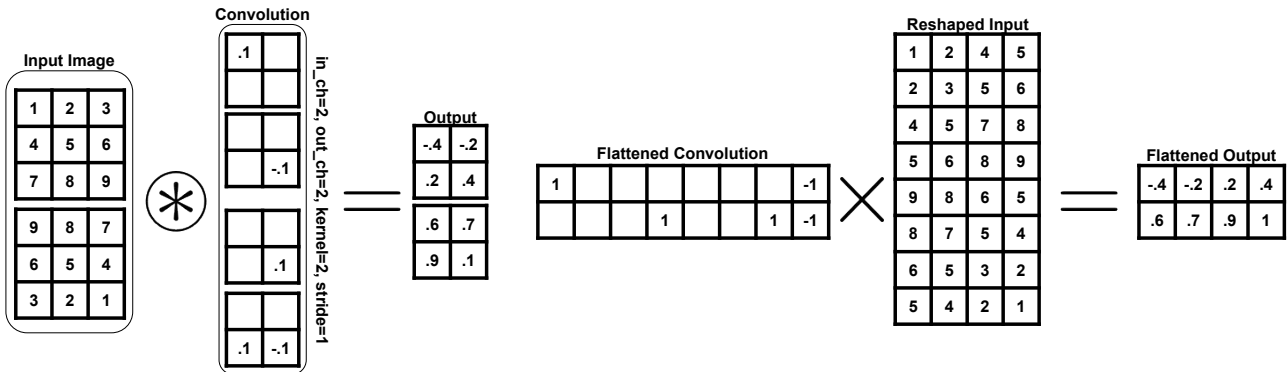 Input Image
1 2 3
4 5 6
7 8 9
9 8 7
6 5 4
3 2 1
Convolution
.1
-.1
.1
.1 -.1
in_ch=2, out_ch=2, kernel=2, stride=1
Output
-.4 -.2
.2 .4
.6 .7
.9 .1
Flattened Convolution
1 -1
1 1 -1
Reshaped Input
1 2 4 5
2 3 5 6
4 5 7 8
5 6 8 9
9 8 6 5
8 7 5 4
6 5 3 2
5 4 2 1
Flattened Output
-.4 -.2 .2 .4
.6 .7 .9 1